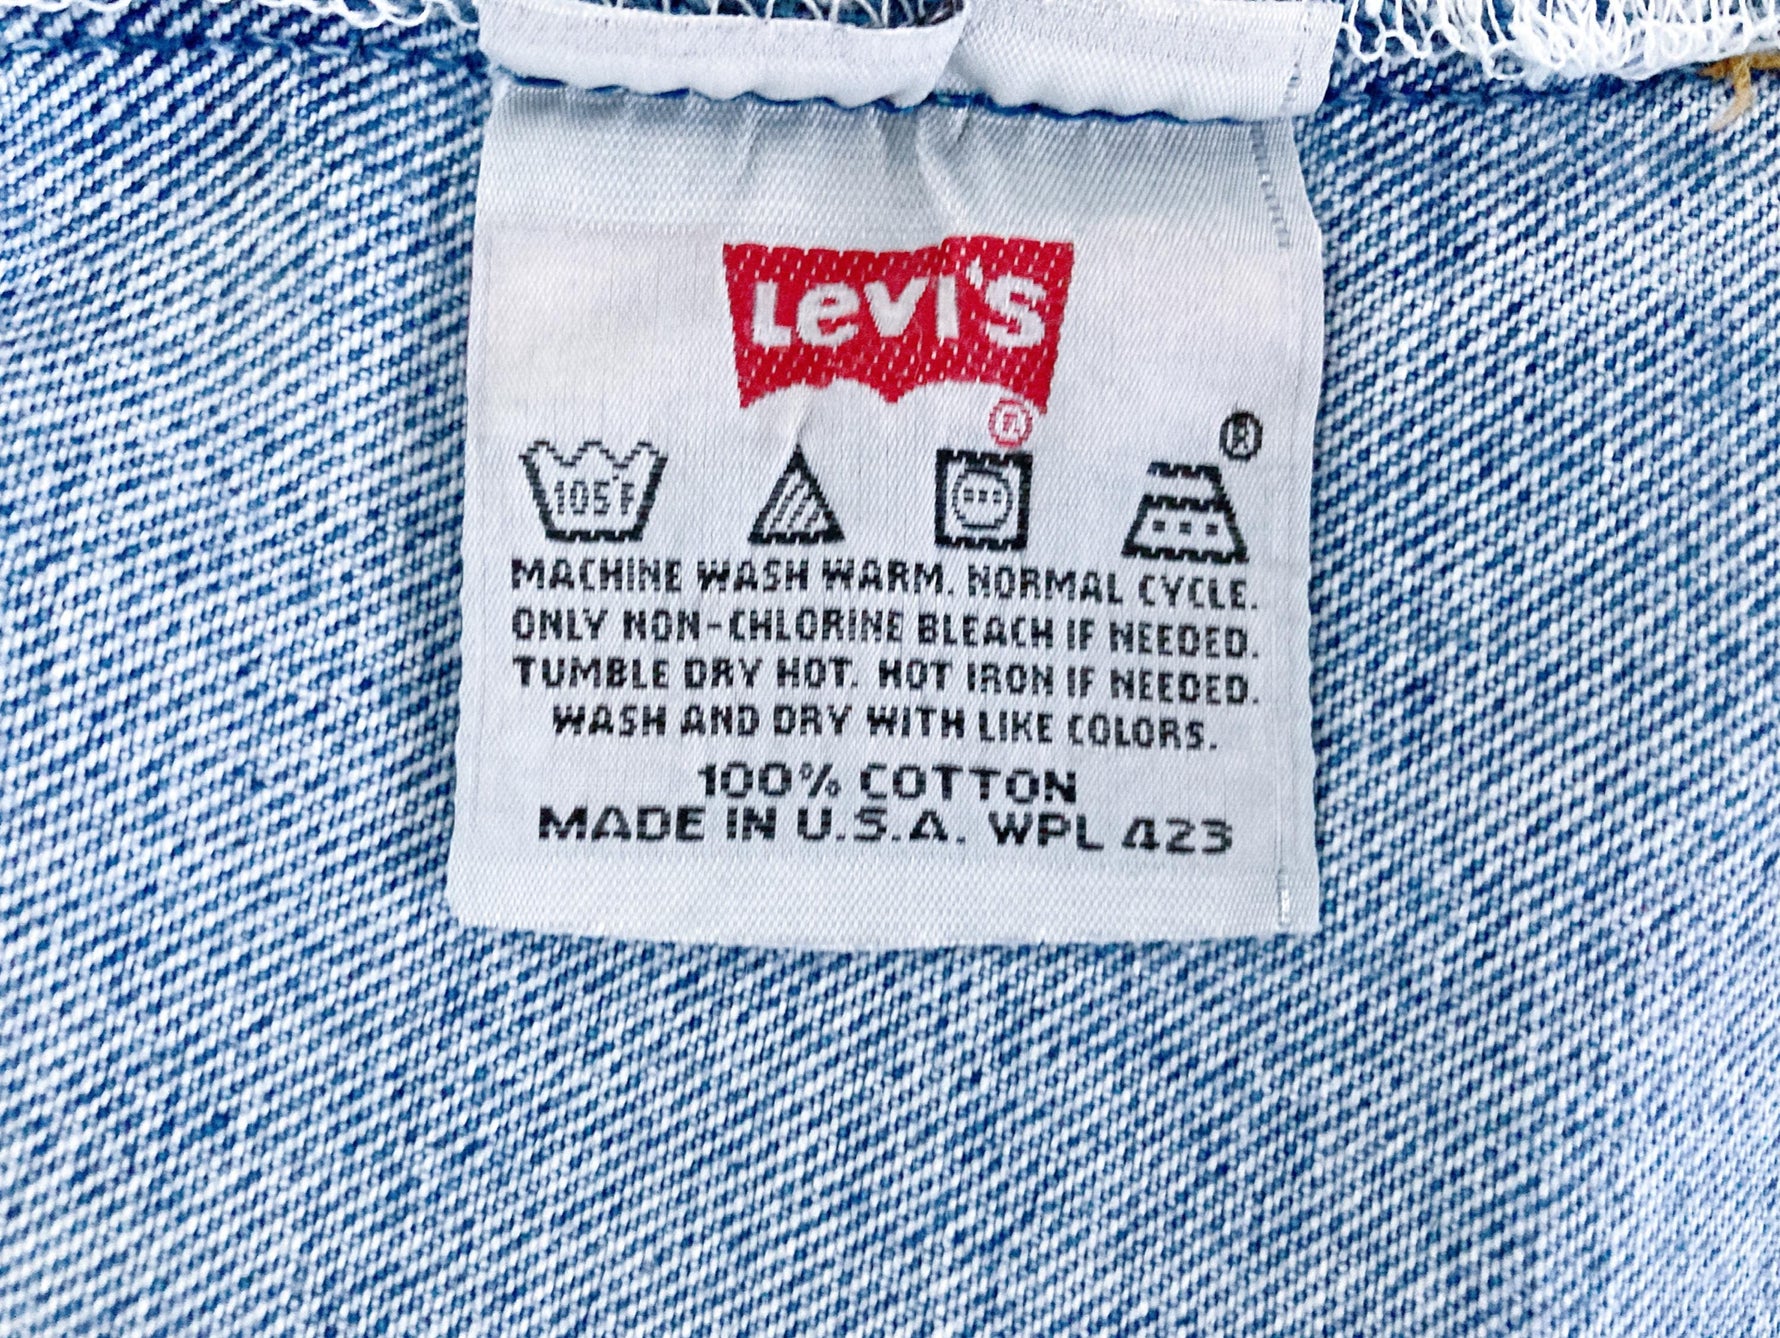 Levi's
®
®
105°F
MACHINE WASH WARM. NORMAL CYCLE.
ONLY NON-CHLORINE BLEACH IF NEEDED.
TUMBLE DRY HOT. HOT IRON IF NEEDED.
WASH AND DRY WITH LIKE COLORS.
100% COTTON
MADE IN U.S.A. WPL 423